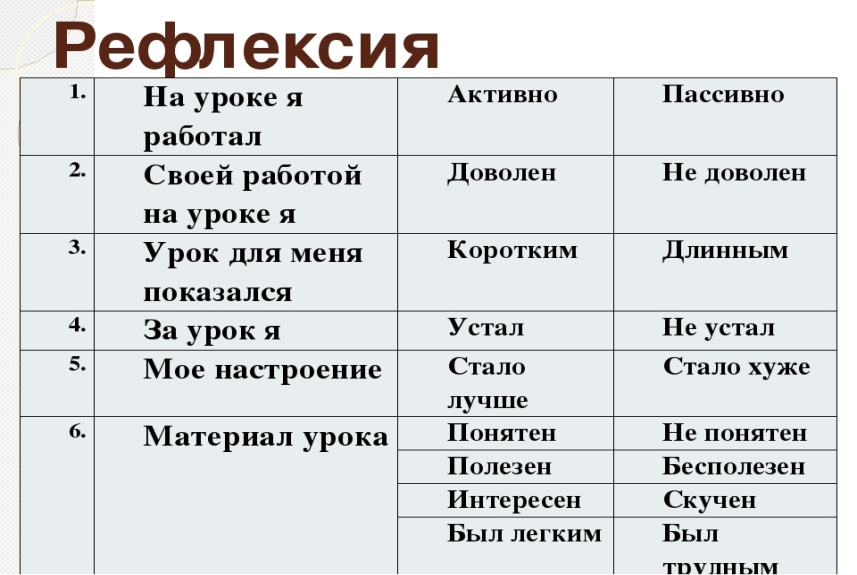 Рефлексия
1. На уроке я работал Активно Пассивно
2. Своей работой на уроке я Доволен Не доволен
3. Урок для меня показался Коротким Длинным
4. За урок я Устал Не устал
5. Мое настроение Стало лучше Стало хуже
6. Материал урока Понятен Не понятен
Полезен Бесполезен
Интересен Скучен
Был легким Был трудным